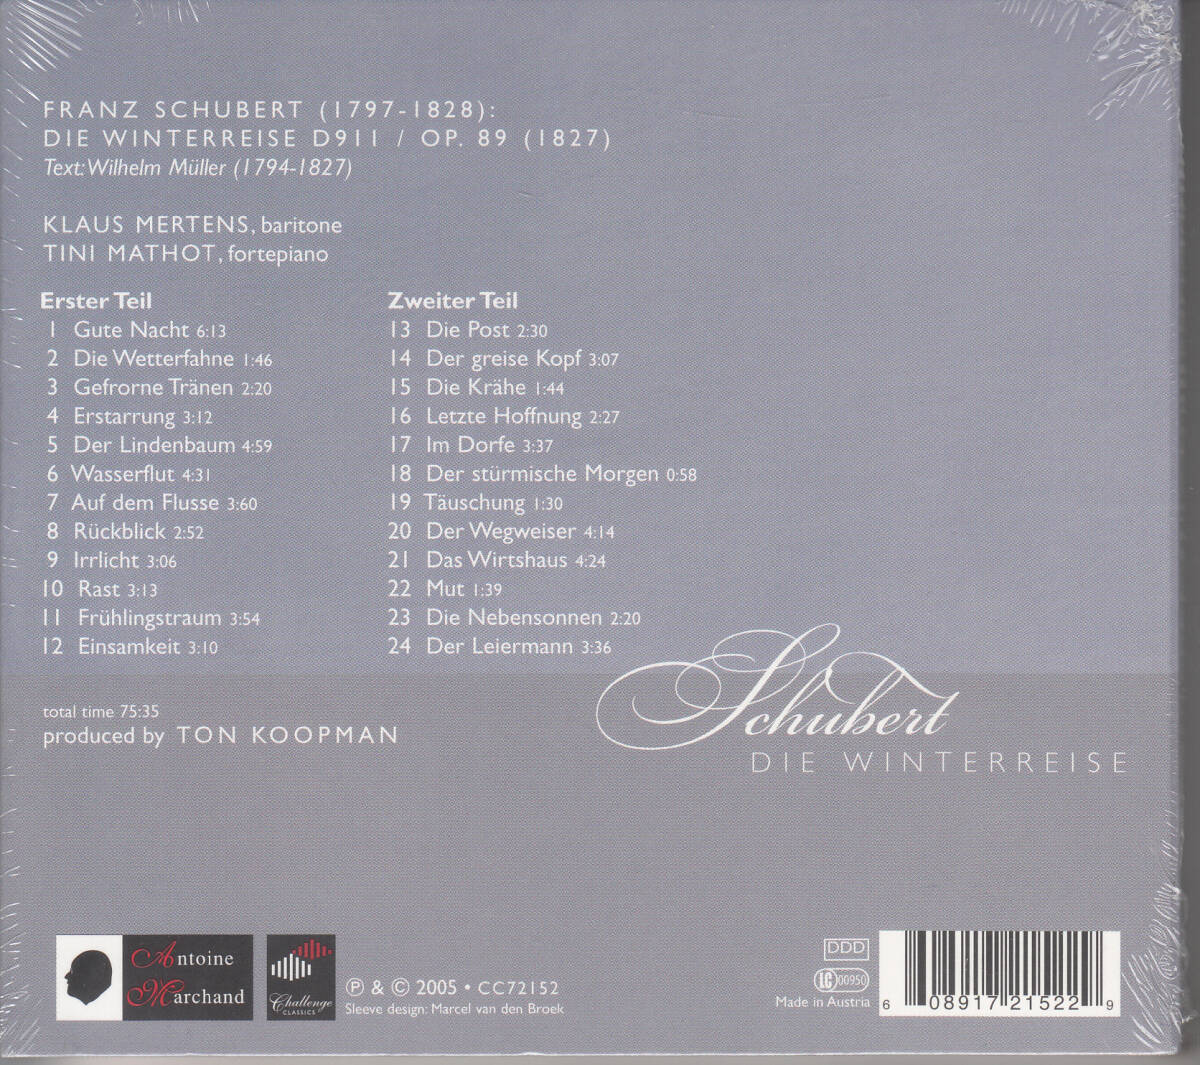 FRANZ SCHUBERT (1797-1828):
DIE WINTERREISE D911 / OP. 89 (1827)
Text: Wilhelm Müller (1794-1827)
KLAUS MERTENS, baritone
TINI MATHOT, fortepiano
Erster Teil
1 Gute Nacht 6:13
2 Die Wetterfahne 1:46
3 Gefrorne Tränen 2:20
4 Erstarrung 3:12
5 Der Lindenbaum 4:59
6 Wasserflut 4:31
7 Auf dem Flusse 3:60
8 Rückblick 2:52
9 Irrlicht 3:06
10 Rast 3:13
11 Frühlingstraum 3:54
12 Einsamkeit 3:10
Zweiter Teil
13 Die Post 2:30
14 Der greise Kopf 3:07
15 Die Krähe 1:44
16 Letzte Hoffnung 2:27
17 Im Dorfe 3:37
18 Der stürmische Morgen 0:58
19 Täuschung 1:30
20 Der Wegweiser 4:14
21 Das Wirtshaus 4:24
22 Mut 1:39
23 Die Nebensonnen 2:20
24 Der Leiermann 3:36
total time 75:35
produced by TON KOOPMAN
Schubert
DIE WINTERREISE
Antoine
Marchand
Challenge
CLASSICS
℗ & © 2005 • CC72152
Sleeve design: Marcel van den Broek
DDD
LC 00950
Made in Austria
6 08917 21522 9